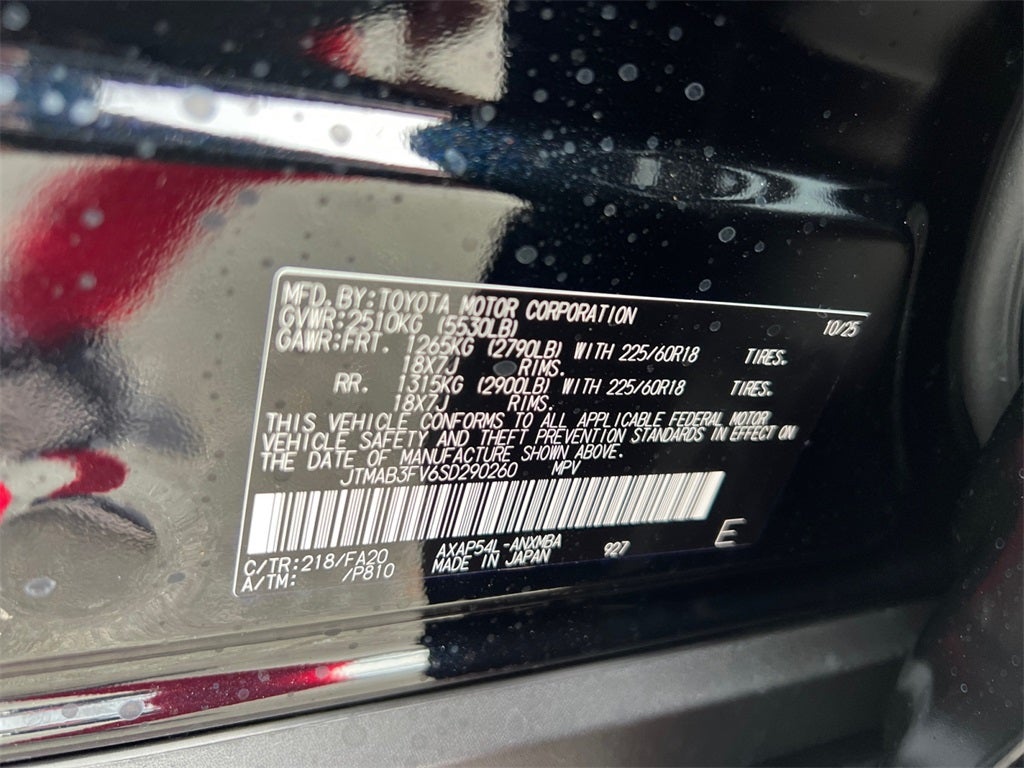 MFD. BY: TOYOTA MOTOR CORPORATION 10/25
GVWR: 2510KG (5530LB)
GAWR: FRT. 1265KG (2790LB) WITH 225/60R18 TIRES.
18X7J RIMS.
RR. 1315KG (2900LB) WITH 225/60R18 TIRES.
18X7J RIMS.
THIS VEHICLE CONFORMS TO ALL APPLICABLE FEDERAL MOTOR
VEHICLE SAFETY AND THEFT PREVENTION STANDARDS IN EFFECT ON
THE DATE OF MANUFACTURE SHOWN ABOVE.
JTMAB3FV6SD290260 MPV
C/TR: 218/FA20 AXAP54L-ANXMBA 927 E
A/TM: /P810 MADE IN JAPAN